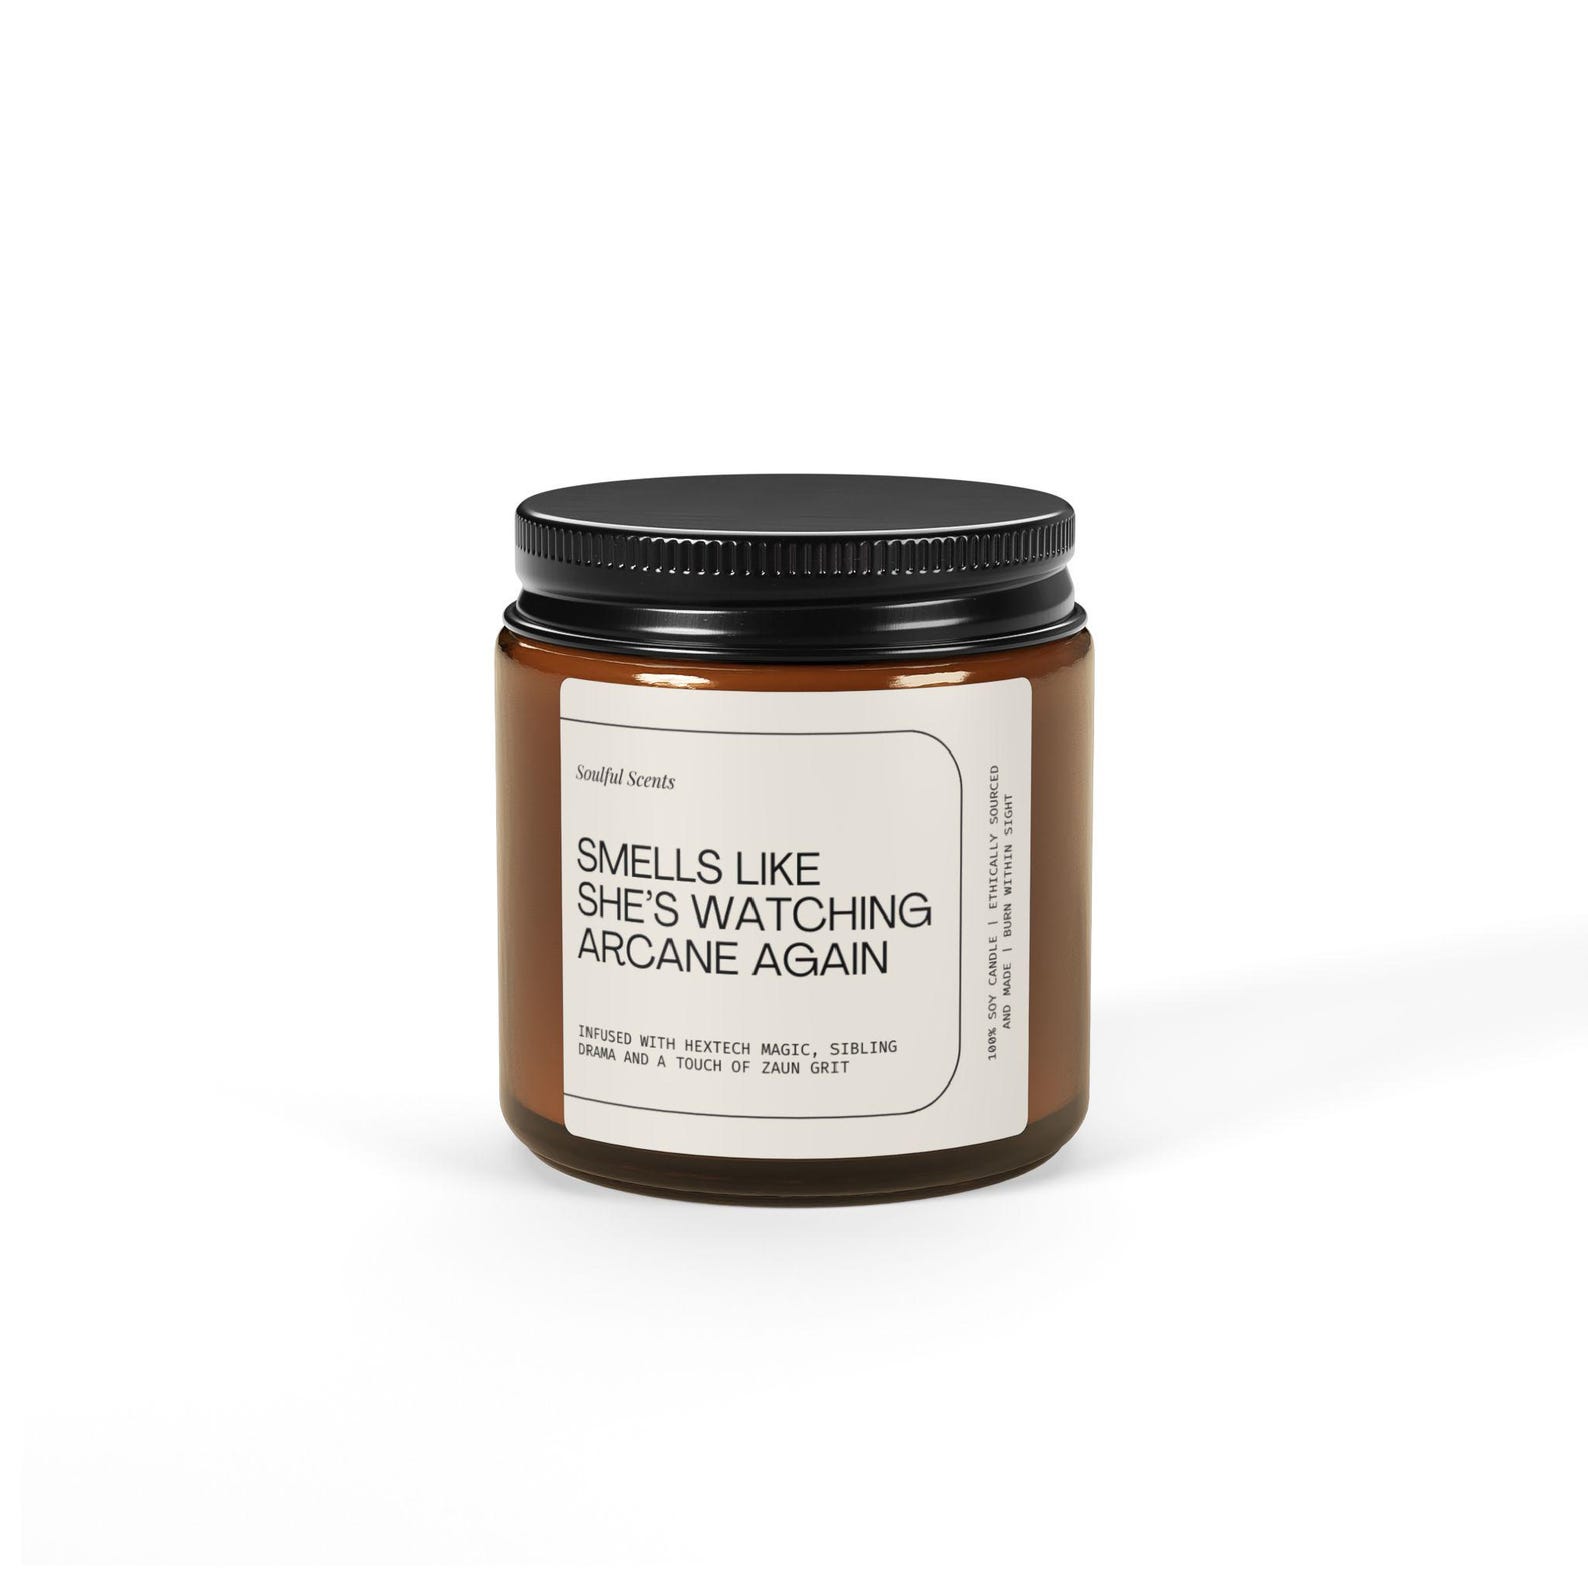 Soulful Scents
SMELLS LIKE
SHE'S WATCHING
ARCANE AGAIN
INFUSED WITH HEXTECH MAGIC, SIBLING
DRAMA AND A TOUCH OF ZAUN GRIT
100% SOY CANDLE | ETHICALLY SOURCED
AND MADE | BURN WITHIN SIGHT